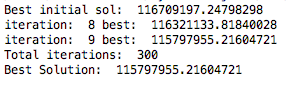 Best initial sol:  116709197.24798298
iteration:  8 best:  116321133.81840028
iteration:  9 best:  115797955.21604721
Total iterations:  300
Best Solution:  115797955.21604721